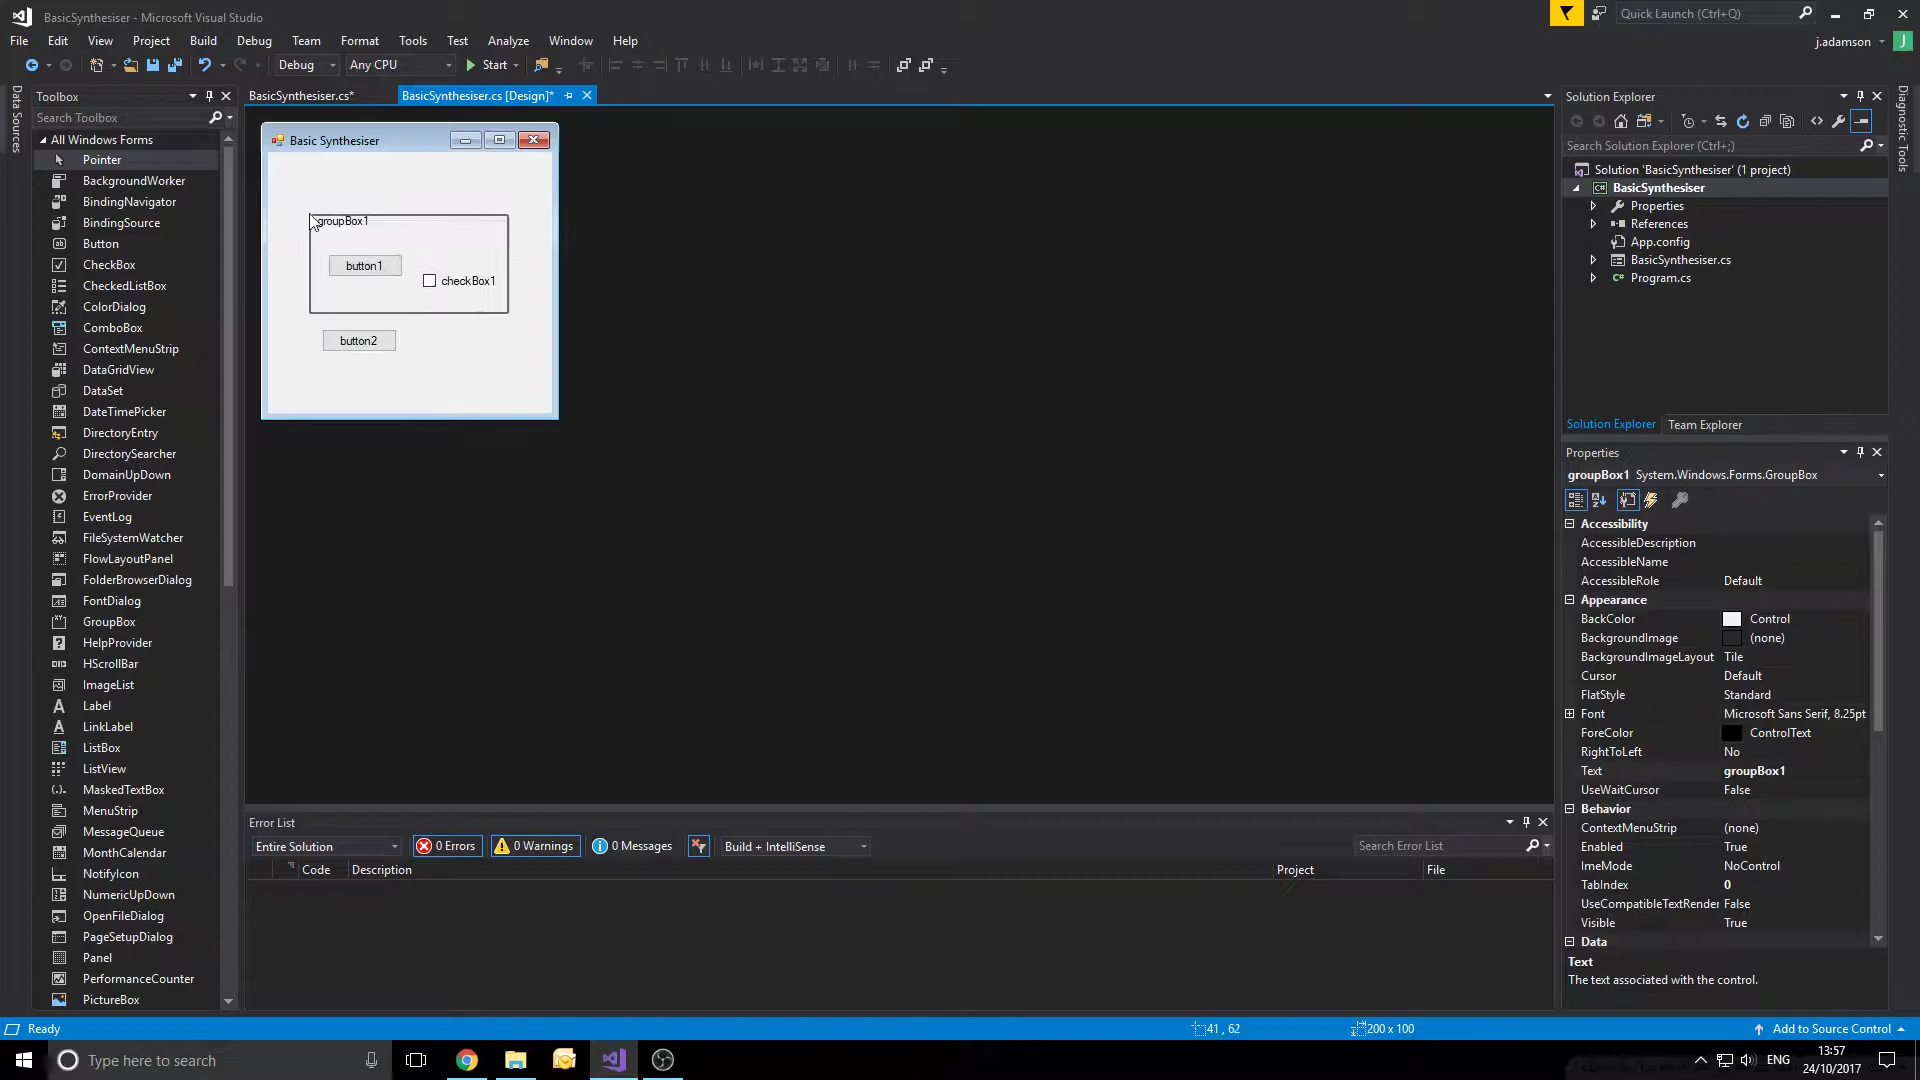 BasicSynthesiser - Microsoft Visual Studio
Quick Launch (Ctrl+Q)
File Edit View Project Build Debug Team Format Tools Test Analyze Window Help
j.adamson J
Debug Any CPU Start
Data Sources
Toolbox
Search Toolbox
All Windows Forms
Pointer
BackgroundWorker
BindingNavigator
BindingSource
Button
CheckBox
CheckedListBox
ColorDialog
ComboBox
ContextMenuStrip
DataGridView
DataSet
DateTimePicker
DirectoryEntry
DirectorySearcher
DomainUpDown
ErrorProvider
EventLog
FileSystemWatcher
FlowLayoutPanel
FolderBrowserDialog
FontDialog
GroupBox
HelpProvider
HScrollBar
ImageList
Label
LinkLabel
ListBox
ListView
MaskedTextBox
MenuStrip
MessageQueue
MonthCalendar
NotifyIcon
NumericUpDown
OpenFileDialog
PageSetupDialog
Panel
PerformanceCounter
PictureBox
BasicSynthesiser.cs* BasicSynthesiser.cs [Design]*
Basic Synthesiser
groupBox1
button1
checkBox1
button2
Error List
Entire Solution 0 Errors 0 Warnings 0 Messages Build + IntelliSense Search Error List
Code Description Project File
Solution Explorer
Search Solution Explorer (Ctrl+;)
Solution 'BasicSynthesiser' (1 project)
BasicSynthesiser
Properties
References
App.config
BasicSynthesiser.cs
Program.cs
Solution Explorer Team Explorer
Diagnostic Tools
Properties
groupBox1 System.Windows.Forms.GroupBox
Accessibility
AccessibleDescription
AccessibleName
AccessibleRole Default
Appearance
BackColor Control
BackgroundImage (none)
BackgroundImageLayout Tile
Cursor Default
FlatStyle Standard
Font Microsoft Sans Serif, 8.25pt
ForeColor ControlText
RightToLeft No
Text groupBox1
UseWaitCursor False
Behavior
ContextMenuStrip (none)
Enabled True
ImeMode NoControl
TabIndex 0
UseCompatibleTextRender False
Visible True
Data
Text
The text associated with the control.
Ready 41 , 62 200 x 100 Add to Source Control
Type here to search ENG 13:57
24/10/2017